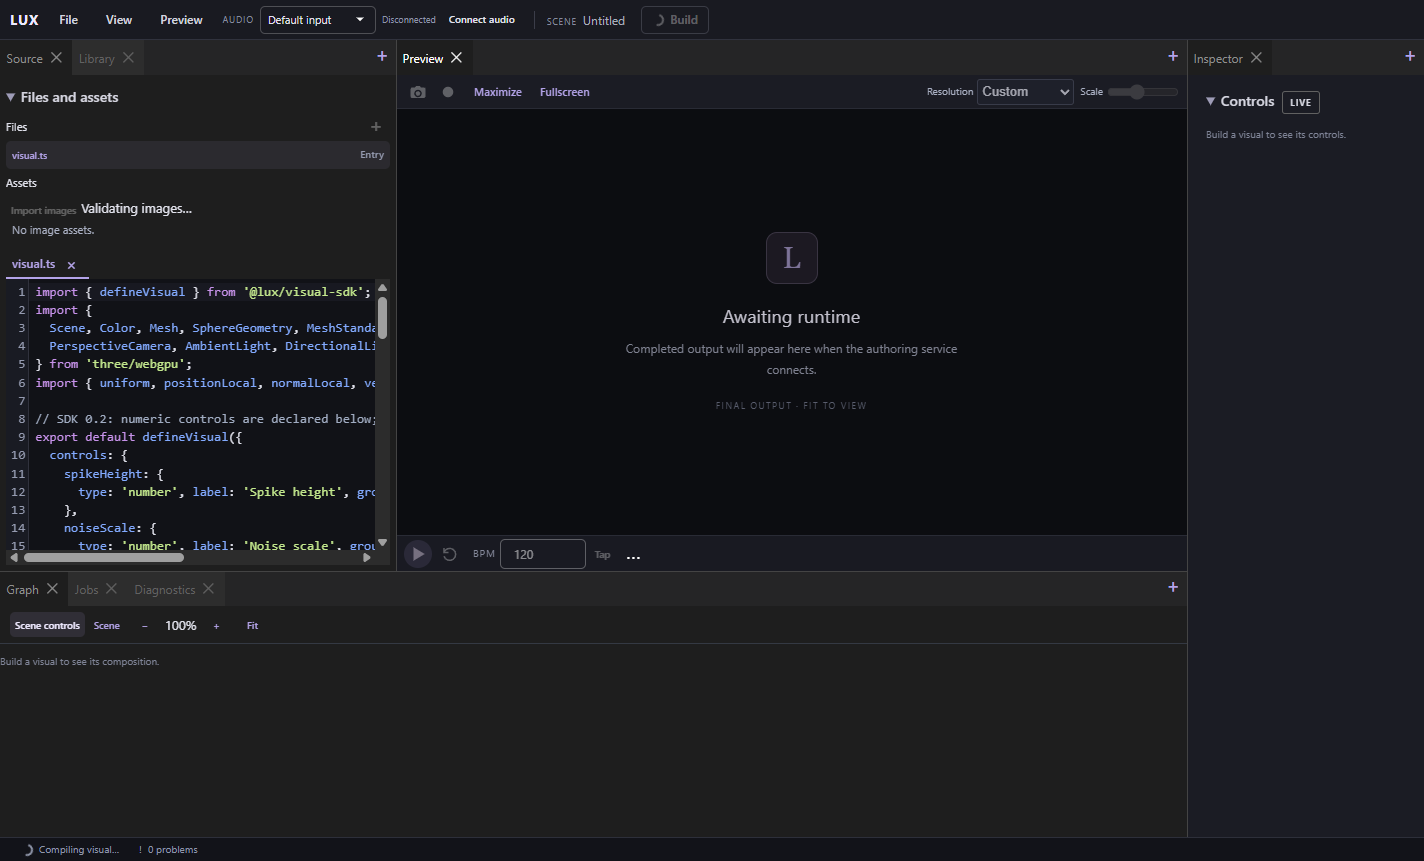 LUX File View Preview AUDIO Default input Disconnected Connect audio SCENE Untitled Build
Source Library +
Files and assets
Files +
visual.ts Entry
Assets
Import images Validating images...
No image assets.
visual.ts ×
1 import { defineVisual } from '@lux/visual-sdk';
2 import {
3 Scene, Color, Mesh, SphereGeometry, MeshStanda
4 PerspectiveCamera, AmbientLight, DirectionalLi
5 } from 'three/webgpu';
6 import { uniform, positionLocal, normalLocal, ve
7
8 // SDK 0.2: numeric controls are declared below;
9 export default defineVisual({
10 controls: {
11 spikeHeight: {
12 type: 'number', label: 'Spike height', gro
13 },
14 noiseScale: {
15 type: 'number', label: 'Noise scale', grou
Preview +
Maximize Fullscreen Resolution Custom Scale
L
Awaiting runtime
Completed output will appear here when the authoring service
connects.
FINAL OUTPUT · FIT TO VIEW
BPM 120 Tap ...
Inspector +
Controls LIVE
Build a visual to see its controls.
Graph Jobs Diagnostics +
Scene controls Scene − 100% + Fit
Build a visual to see its composition.
Compiling visual... ! 0 problems